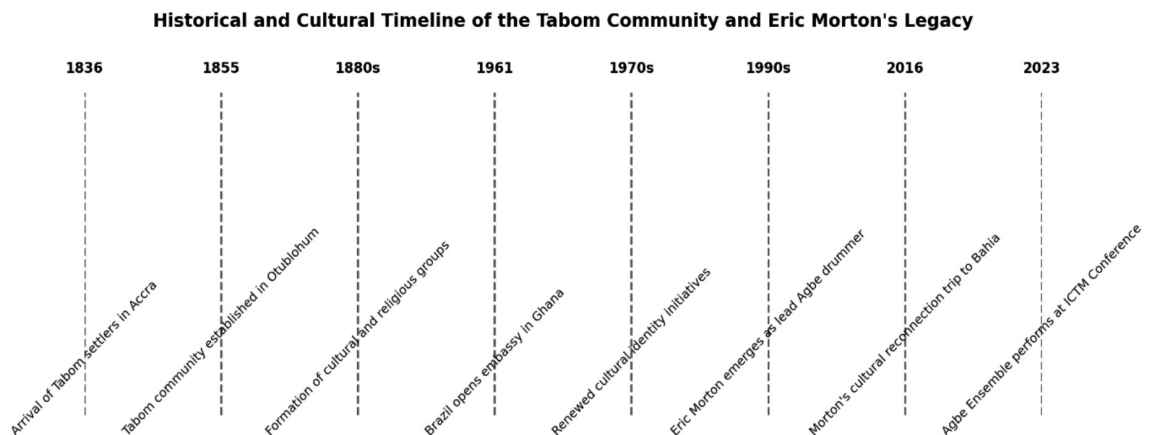 Historical and Cultural Timeline of the Tabom Community and Eric Morton's Legacy
1836
1855
1880s
1961
1970s
1990s
2016
2023
Arrival of Tabom settlers in Accra
Tabom community established in Otublohum
Formation of cultural and religious groups
Brazil opens embassy in Ghana
Renewed cultural identity initiatives
Eric Morton emerges as lead Agbe drummer
Morton's cultural reconnection trip to Bahia
Agbe Ensemble performs at ICTM Conference